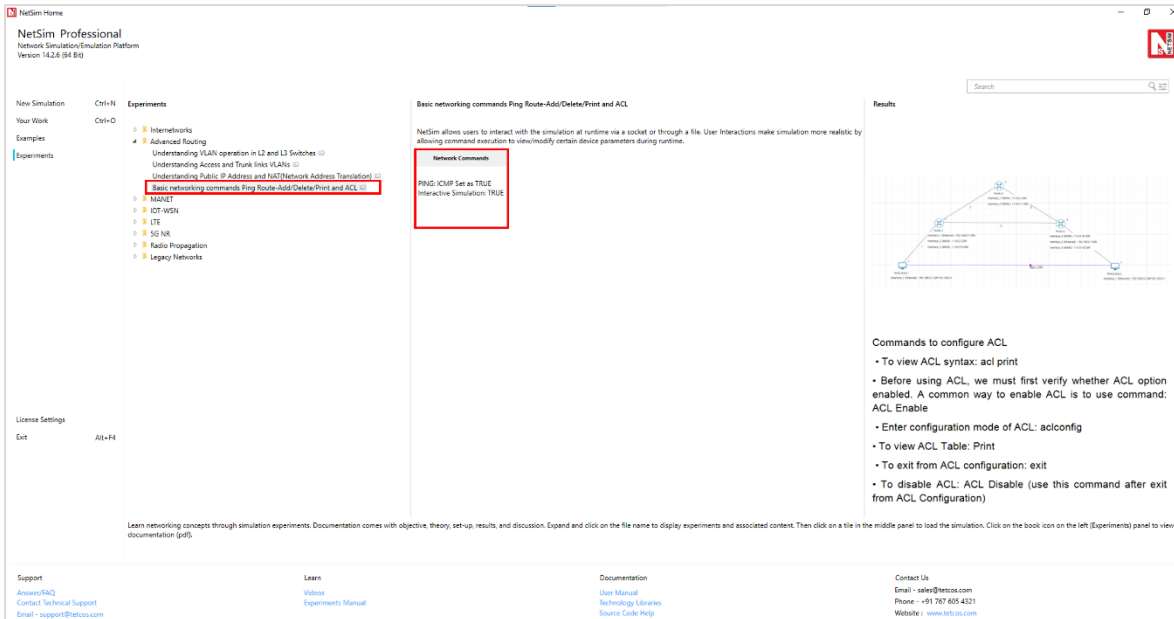 NetSim Home
NetSim Professional
Network Simulation/Emulation Platform
Version 14.2.6 (64 Bit)
NETSIM
Search
New Simulation Ctrl+N
Your Work Ctrl+O
Examples
Experiments
License Settings
Exit Alt+F4
Experiments
Internetworks
Advanced Routing
Understanding VLAN operation in L2 and L3 Switches
Understanding Access and Trunk links VLANs
Understanding Public IP Address and NAT(Network Address Translation)
Basic networking commands Ping Route-Add/Delete/Print and ACL
MANET
IOT-WSN
LTE
5G NR
Radio Propagation
Legacy Networks
Basic networking commands Ping Route-Add/Delete/Print and ACL
NetSim allows users to interact with the simulation at runtime via a socket or through a file. User Interactions make simulation more realistic by
allowing command execution to view/modify certain device parameters during runtime.
Network Commands
PING: ICMP Set as TRUE
Interactive Simulation: TRUE
Results
Commands to configure ACL
• To view ACL syntax: acl print
• Before using ACL, we must first verify whether ACL option
enabled. A common way to enable ACL is to use command:
ACL Enable
• Enter configuration mode of ACL: aclconfig
• To view ACL Table: Print
• To exit from ACL configuration: exit
• To disable ACL: ACL Disable (use this command after exit
from ACL Configuration)
Learn networking concepts through simulation experiments. Documentation comes with objective, theory, set-up, results, and discussion. Expand and click on the file name to display experiments and associated content. Then click on a tile in the middle panel to load the simulation. Click on the book icon on the left (Experiments) panel to view
documentation (pdf).
Support
Answer/FAQ
Contact Technical Support
Email - support@tetcos.com
Learn
Videos
Experiments Manual
Documentation
User Manual
Technology Libraries
Source Code Help
Contact Us
Email - sales@tetcos.com
Phone - +91 767 605 4321
Website : www.tetcos.com